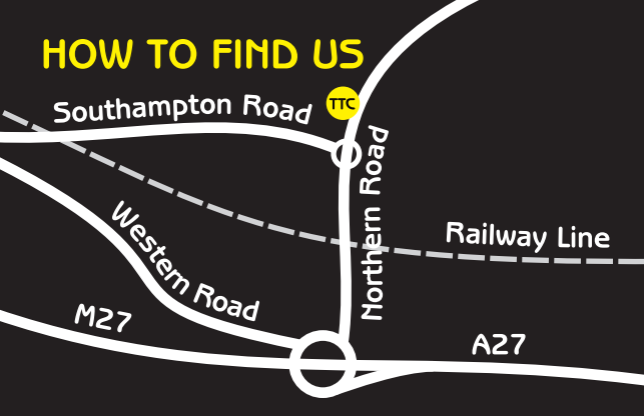 HOW TO FIND US
TTC
Southampton Road
Northern Road
Railway Line
Western Road
M27
A27